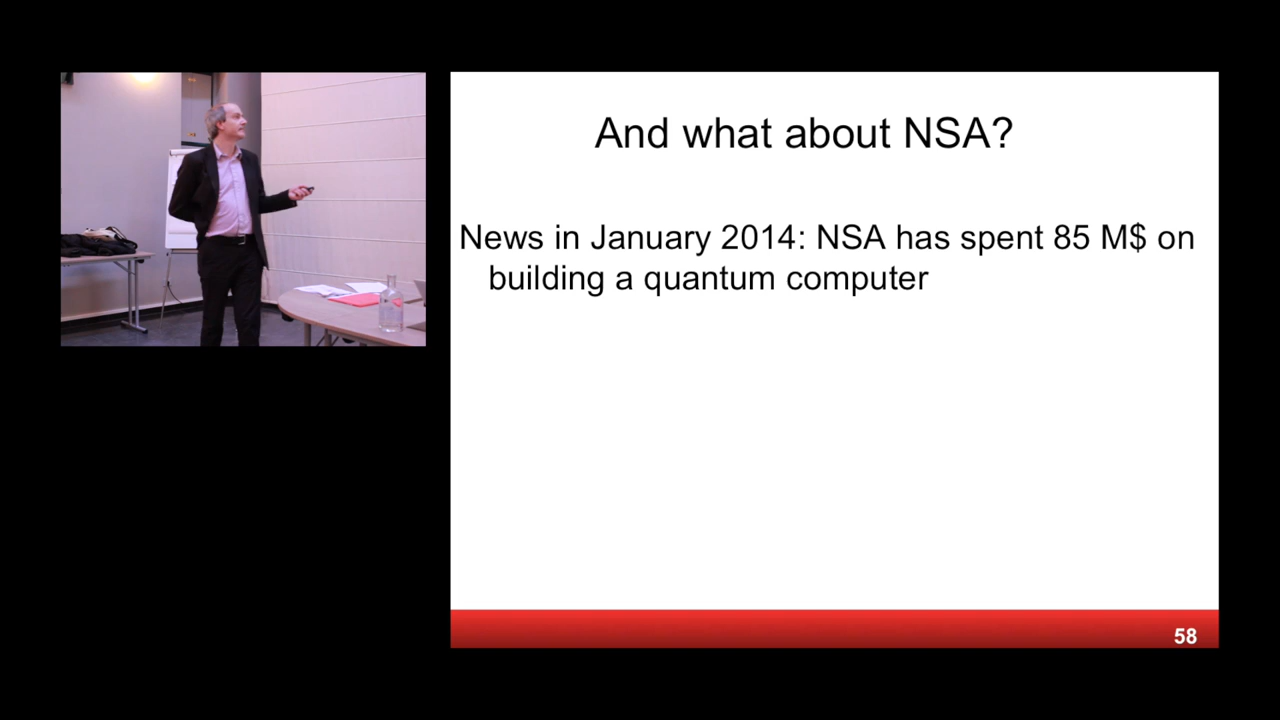 And what about NSA?
News in January 2014: NSA has spent 85 M$ on
building a quantum computer
58